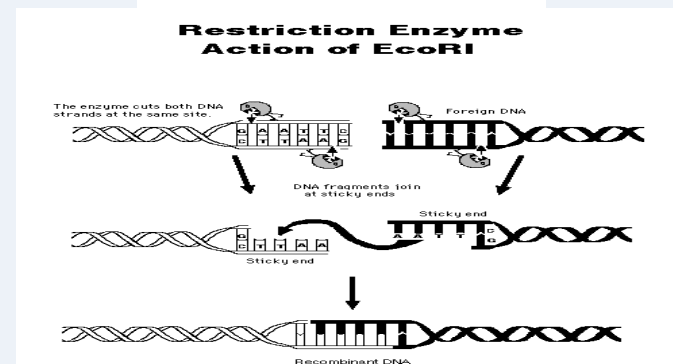 Restriction Enzyme
Action of EcoRI
The enzyme cuts both DNA
strands at the same site.
Foreign DNA
G A A T T C
C T T A A G
DNA fragments join
at sticky ends
Sticky end
G
C T T A A
A A T T C
G
Sticky end
Recombinant DNA